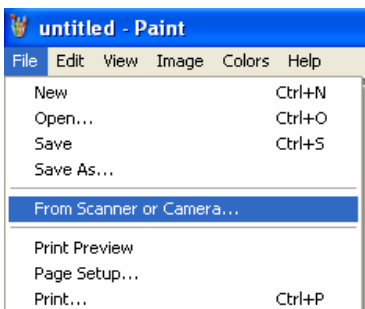 untitled - Paint
File Edit View Image Colors Help
New Ctrl+N
Open... Ctrl+O
Save Ctrl+S
Save As...
From Scanner or Camera...
Print Preview
Page Setup...
Print... Ctrl+P